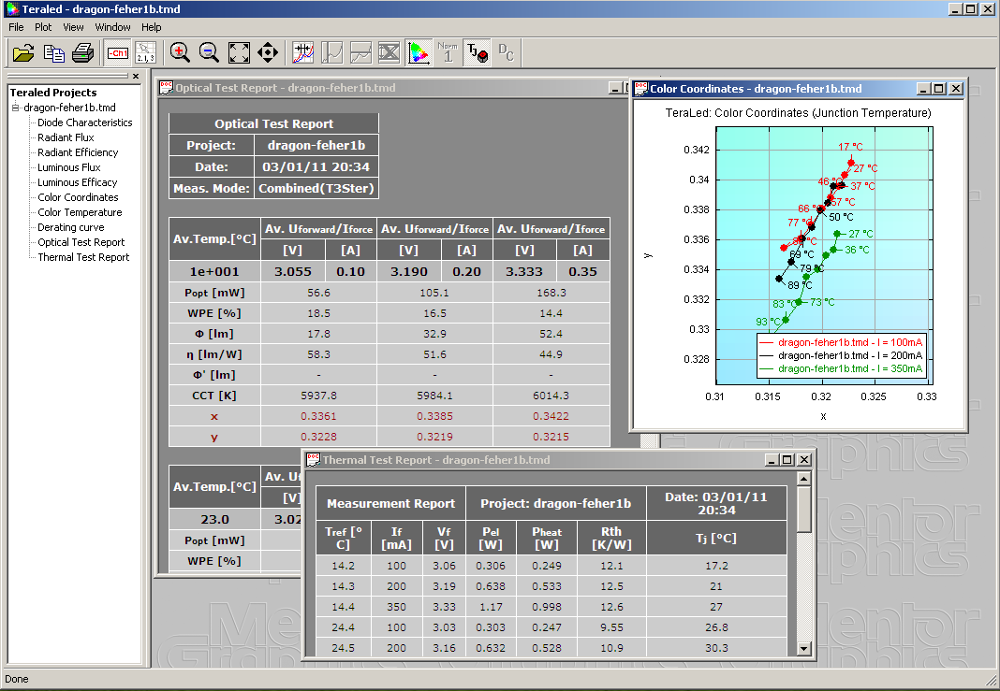 Teraled - dragon-feher1b.tmd
File Plot View Window Help
-Ch1 2.1, 3 Norm 1 TJ DC
Teraled Projects
dragon-feher1b.tmd
Diode Characteristics
Radiant Flux
Radiant Efficiency
Luminous Flux
Luminous Efficacy
Color Coordinates
Color Temperature
Derating curve
Optical Test Report
Thermal Test Report
DOC Optical Test Report - dragon-feher1b.tmd
Optical Test Report
Project: dragon-feher1b
Date: 03/01/11 20:34
Meas. Mode: Combined(T3Ster)
Av.Temp.[°C] Av. Uforward/Iforce Av. Uforward/Iforce Av. Uforward/Iforce
[V] [A] [V] [A] [V] [A]
1e+001 3.055 0.10 3.190 0.20 3.333 0.35
Popt [mW] 56.6 105.1 168.3
WPE [%] 18.5 16.5 14.4
Φ [lm] 17.8 32.9 52.4
η [lm/W] 58.3 51.6 44.9
Φ' [lm] - - -
CCT [K] 5937.8 5984.1 6014.3
x 0.3361 0.3385 0.3422
y 0.3228 0.3219 0.3215
Av.Temp.[°C] Av. U
[V]
23.0 3.02
Popt [mW]
WPE [%]
DOC Color Coordinates - dragon-feher1b.tmd
TeraLed: Color Coordinates (Junction Temperature)
0.342
0.34
0.338
0.336
0.334
0.332
0.33
0.328
y
17 °C
27 °C
46 °C
37 °C
57 °C
66 °C
50 °C
77 °C
27 °C
36 °C
69 °C
79 °C
89 °C
83 °C
73 °C
93 °C
dragon-feher1b.tmd - I = 100mA
dragon-feher1b.tmd - I = 200mA
dragon-feher1b.tmd - I = 350mA
0.31 0.315 0.32 0.325 0.33
x
DOC Thermal Test Report - dragon-feher1b.tmd
Measurement Report Project: dragon-feher1b Date: 03/01/11
20:34
Tref [°
C] If
[mA] Vf
[V] Pel
[W] Pheat
[W] Rth
[K/W] Tj [°C]
14.2 100 3.06 0.306 0.249 12.1 17.2
14.3 200 3.19 0.638 0.533 12.5 21
14.4 350 3.33 1.17 0.998 12.6 27
24.4 100 3.03 0.303 0.247 9.55 26.8
24.5 200 3.16 0.632 0.528 10.9 30.3
Graphics
Me
Graphics
entor
Graphics
Done